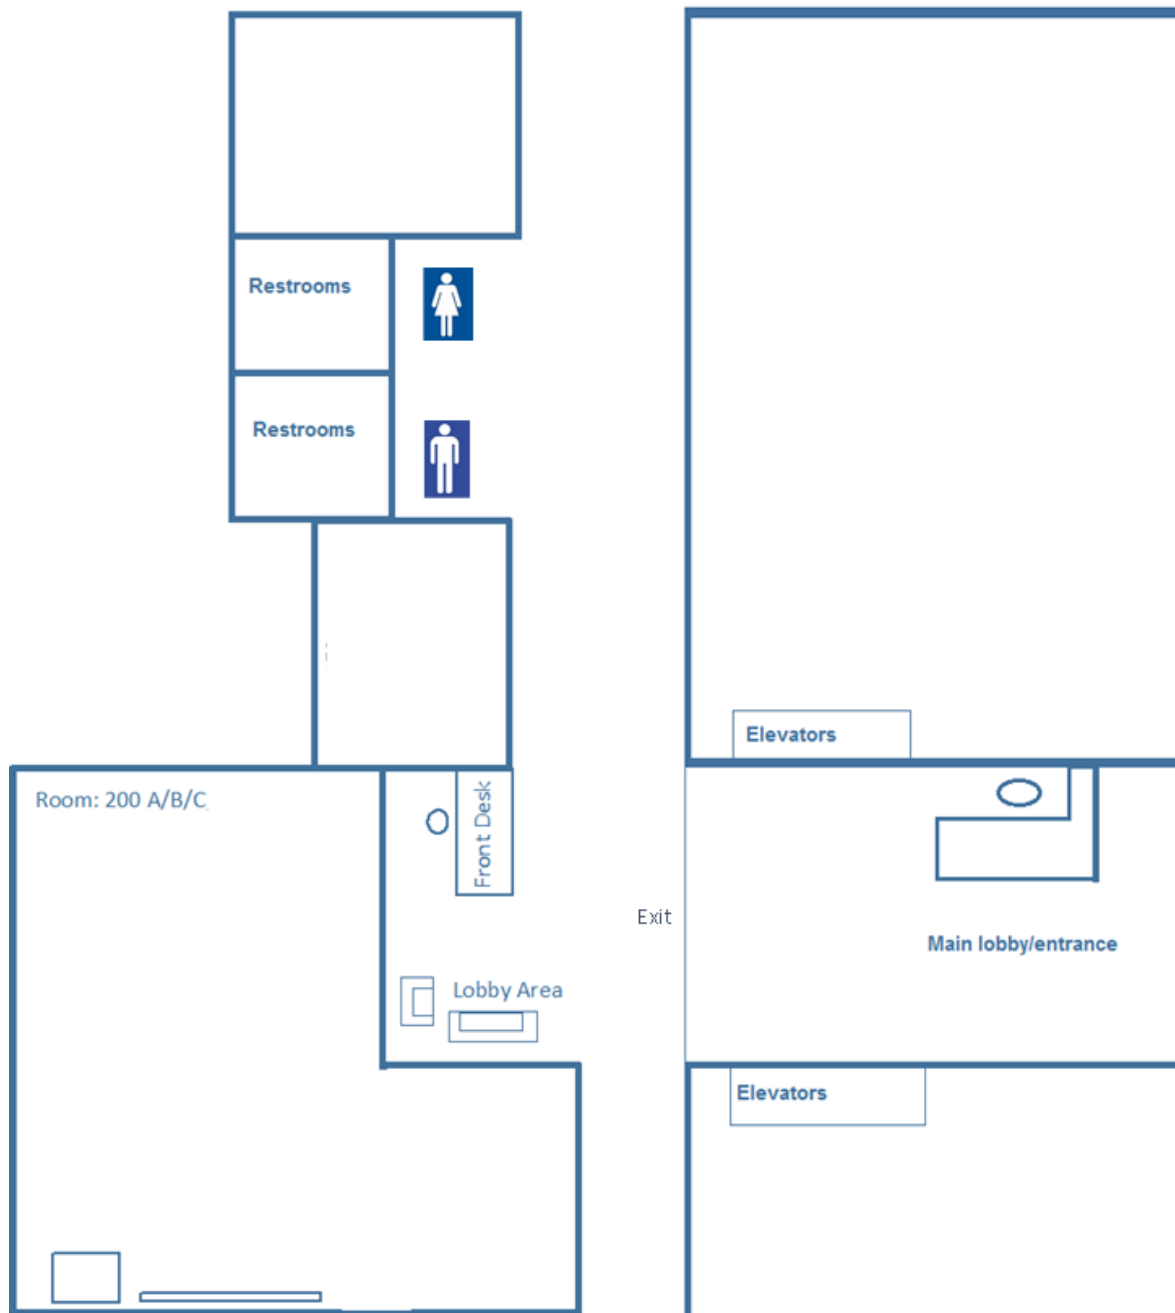 Restrooms
Restrooms
Elevators
Room: 200 A/B/C
Front Desk
Exit
Main lobby/entrance
Lobby Area
Elevators